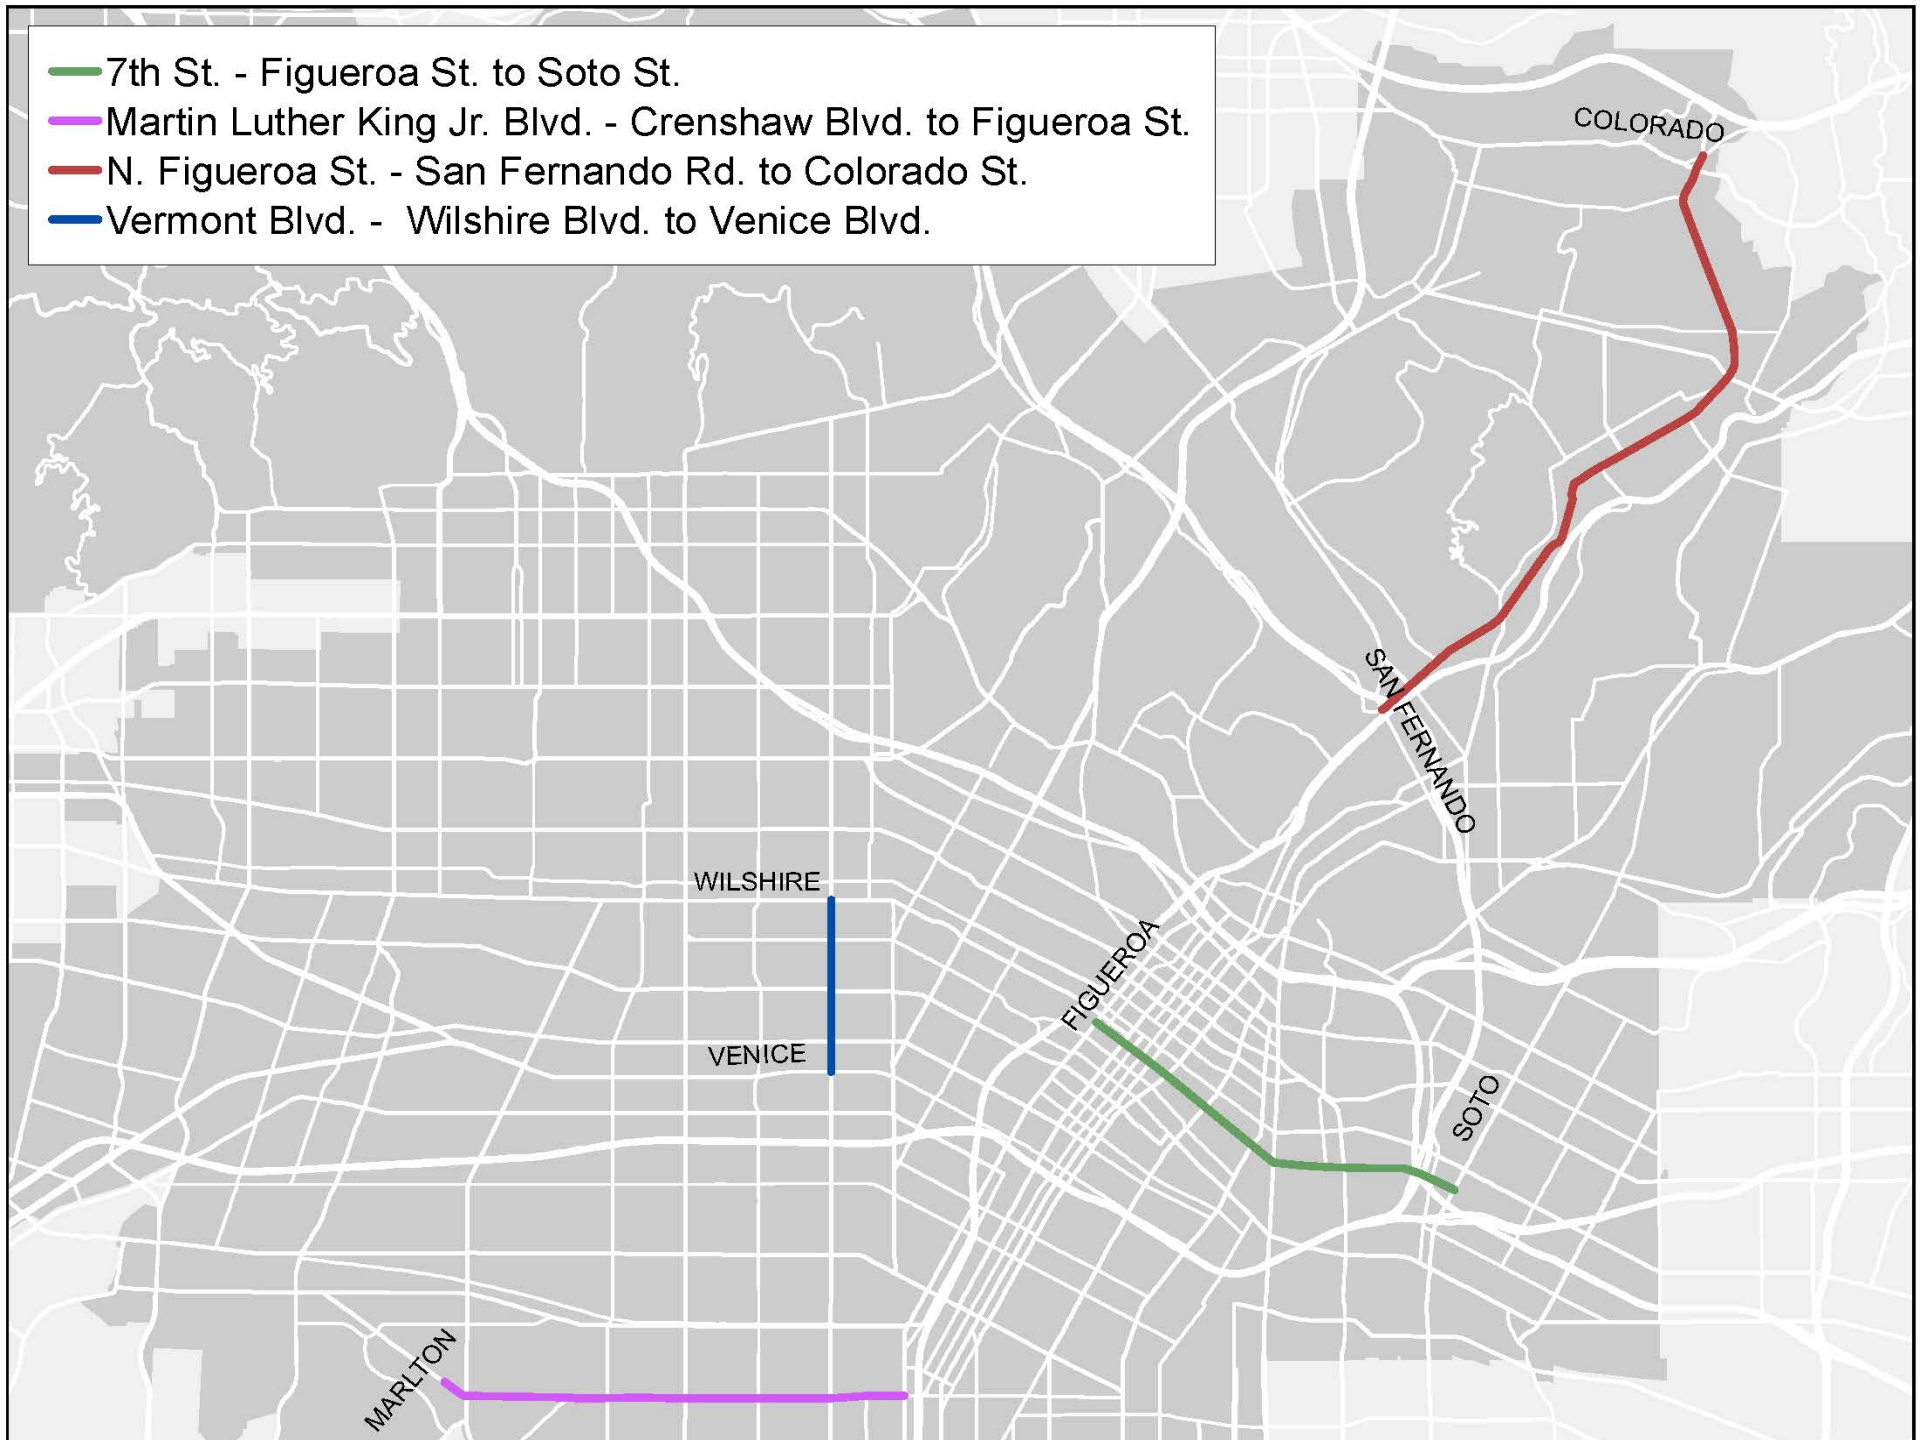 7th St. - Figueroa St. to Soto St.
Martin Luther King Jr. Blvd. - Crenshaw Blvd. to Figueroa St.
N. Figueroa St. - San Fernando Rd. to Colorado St.
Vermont Blvd. -  Wilshire Blvd. to Venice Blvd.
COLORADO
SAN FERNANDO
WILSHIRE
FIGUEROA
VENICE
SOTO
MARLTON